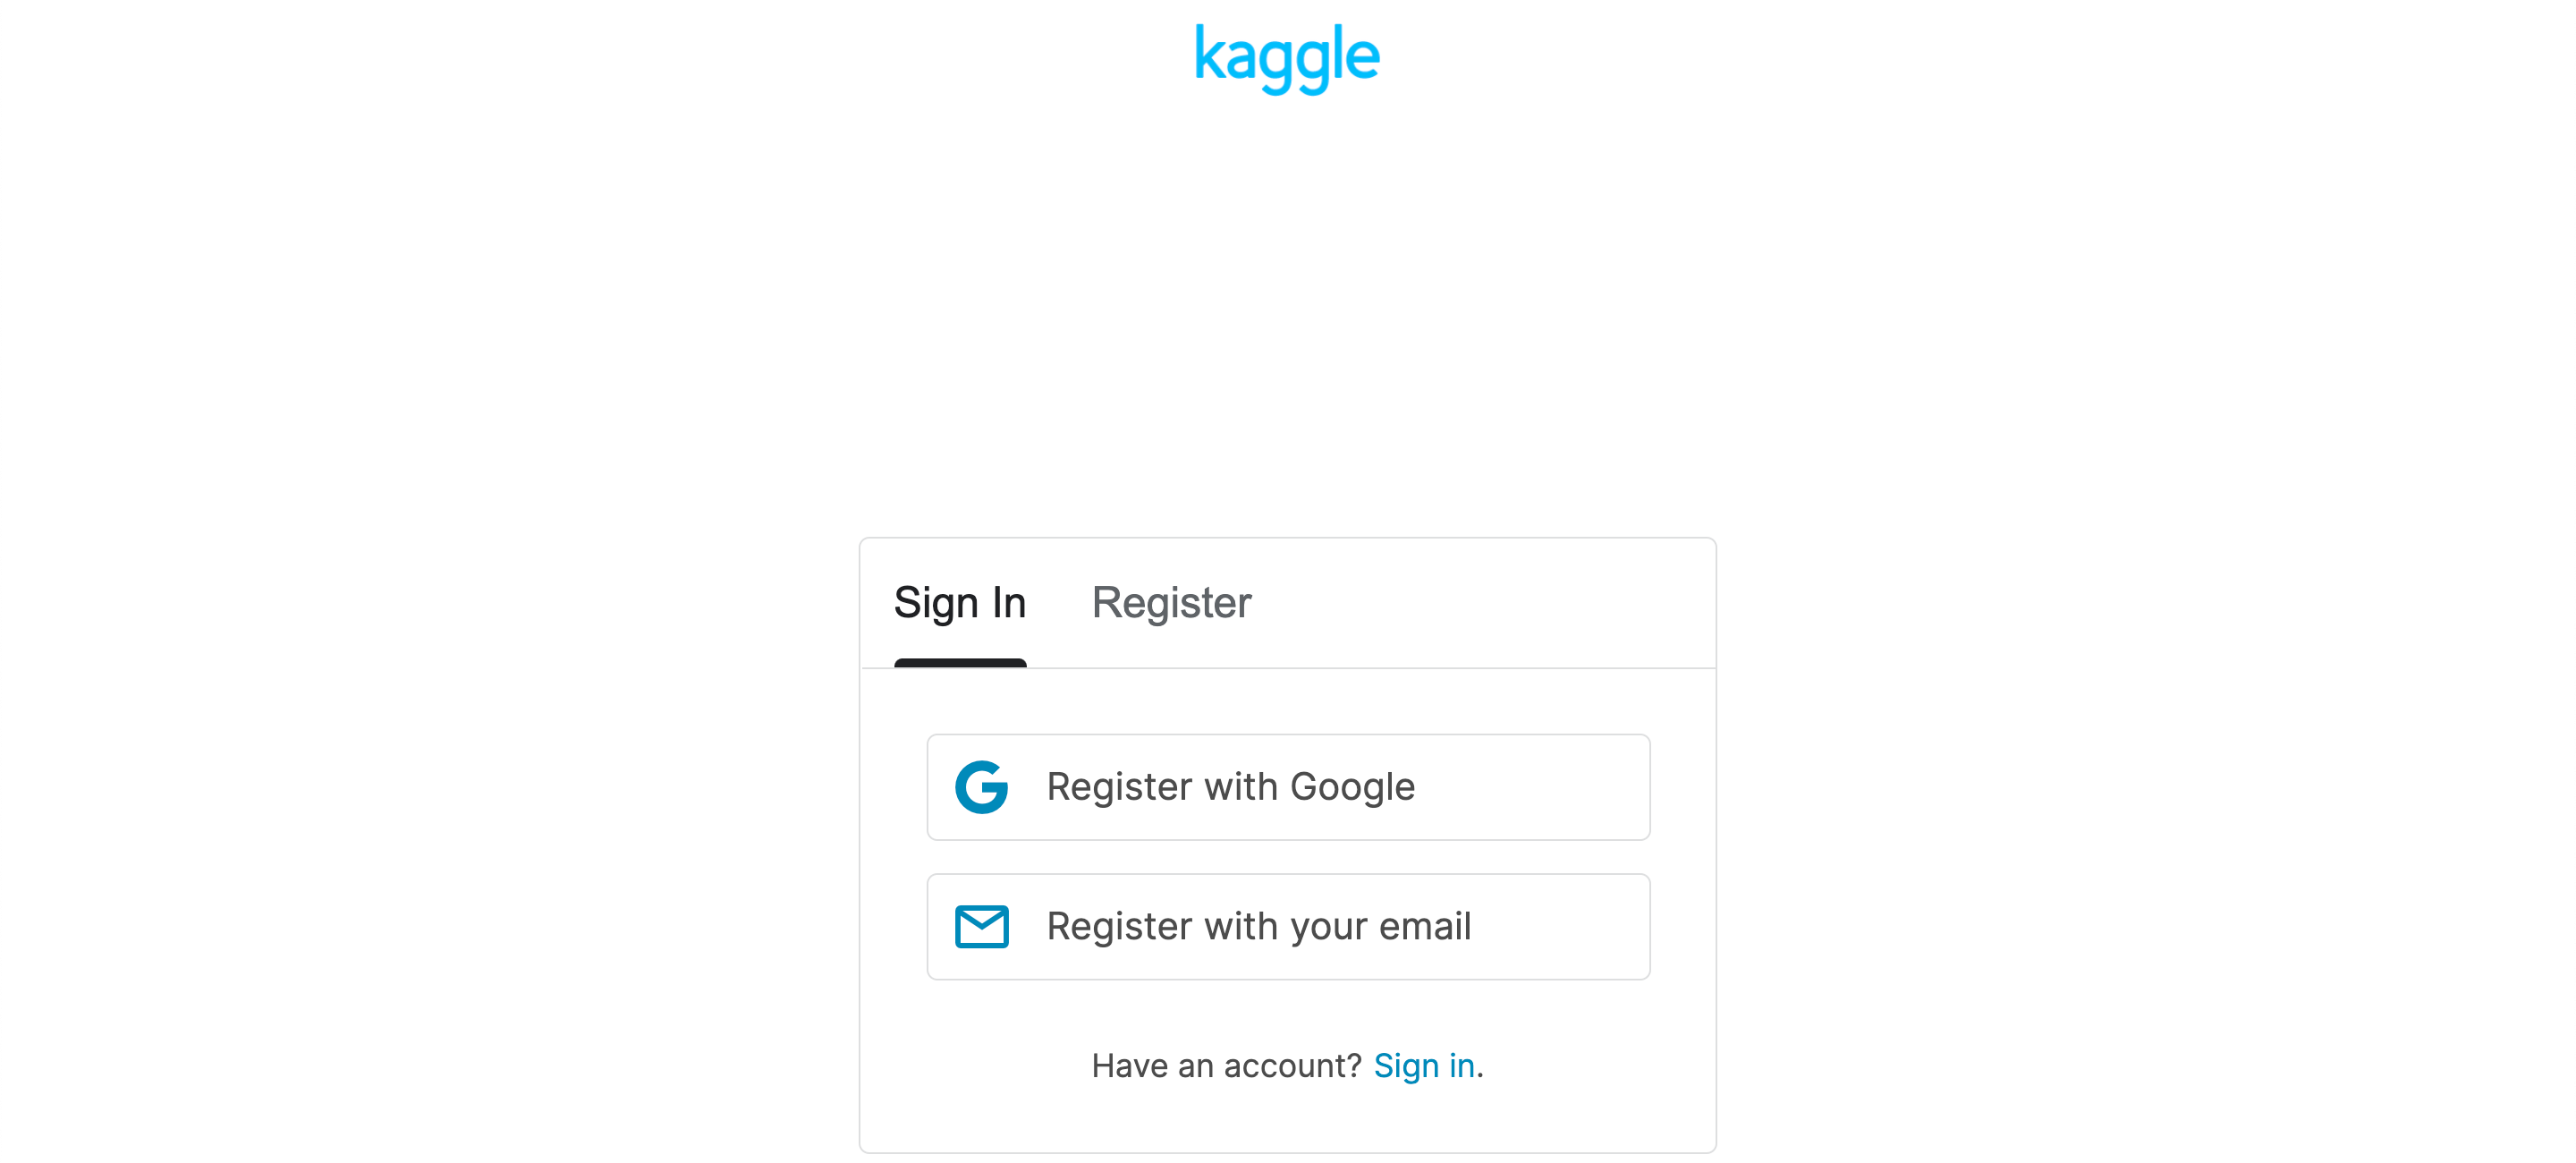 kaggle
Sign In Register
Register with Google
Register with your email
Have an account? Sign in.